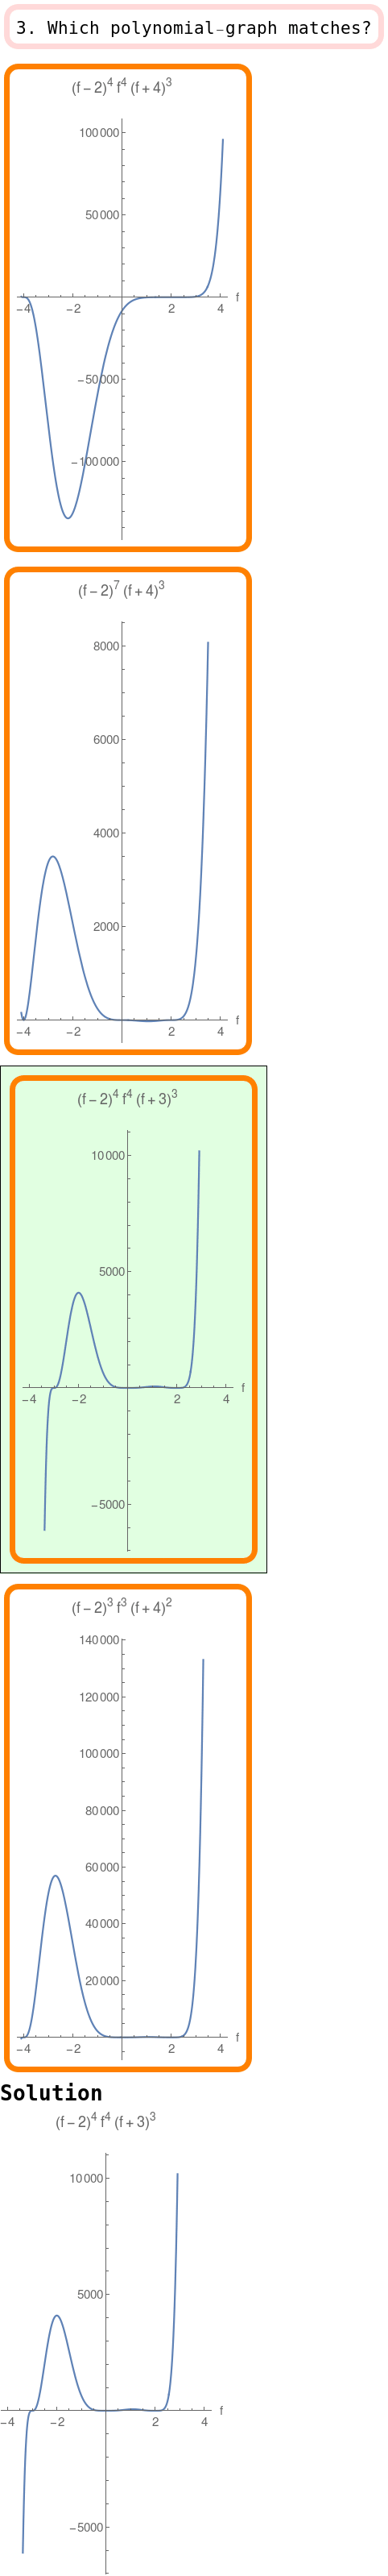 3. Which polynomial-graph matches?
(f-2)⁴ f⁴ (f+4)³
100 000
50 000
-4 -2 2 4 f
-50 000
-100 000
(f-2)⁷ (f+4)³
8000
6000
4000
2000
-4 -2 2 4 f
(f-2)⁴ f⁴ (f+3)³
10 000
5000
-4 -2 2 4 f
-5000
(f-2)³ f³ (f+4)²
140 000
120 000
100 000
80 000
60 000
40 000
20 000
-4 -2 2 4 f
Solution
(f-2)⁴ f⁴ (f+3)³
10 000
5000
-4 -2 2 4 f
-5000